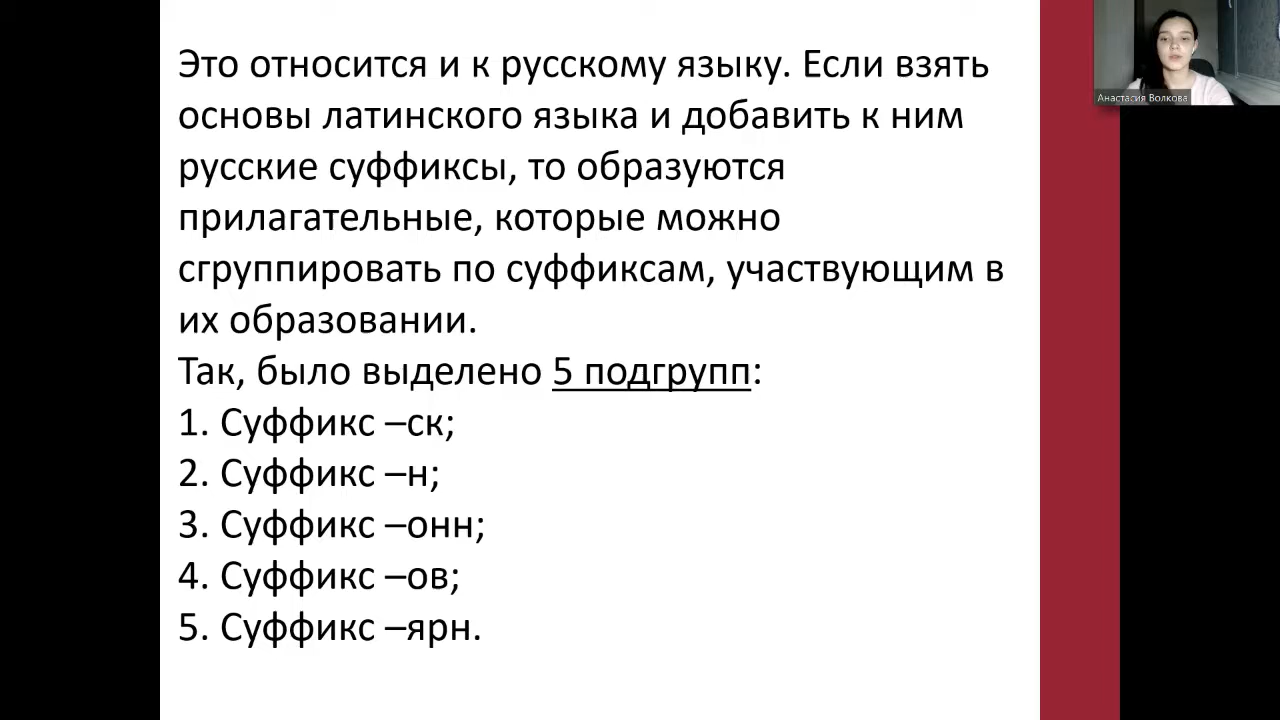 Это относится и к русскому языку. Если взять
основы латинского языка и добавить к ним
русские суффиксы, то образуются
прилагательные, которые можно
сгруппировать по суффиксам, участвующим в
их образовании.
Так, было выделено 5 подгрупп:
1. Суффикс –ск;
2. Суффикс –н;
3. Суффикс –онн;
4. Суффикс –ов;
5. Суффикс –ярн.
Анастасия Волкова